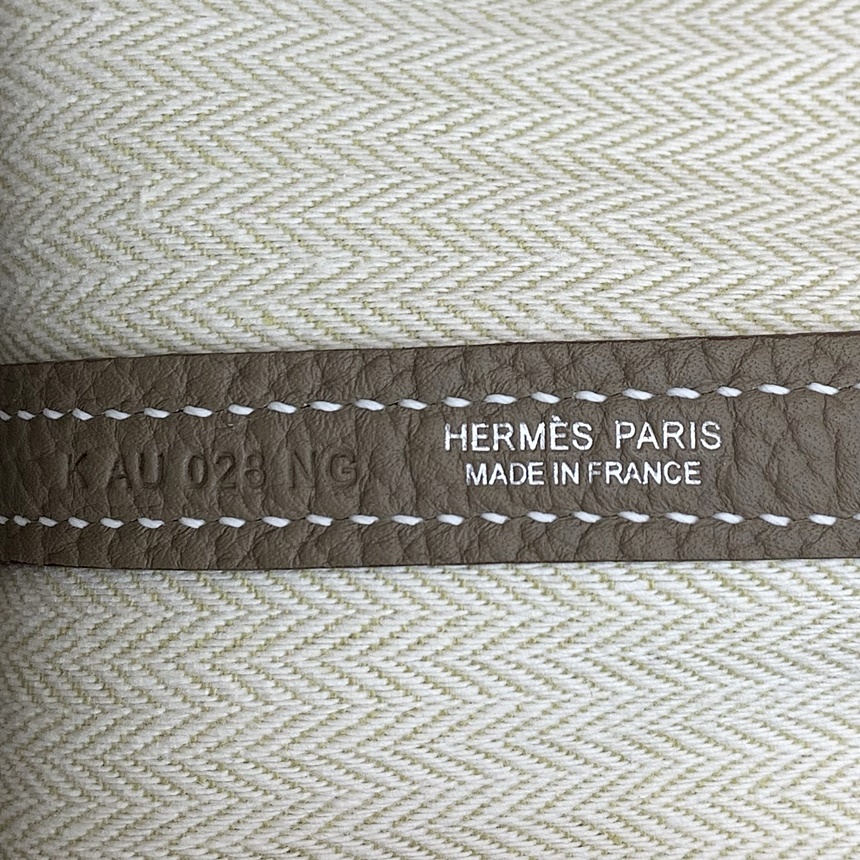 HERMÈS PARIS
MADE IN FRANCE
K AU 028 NG